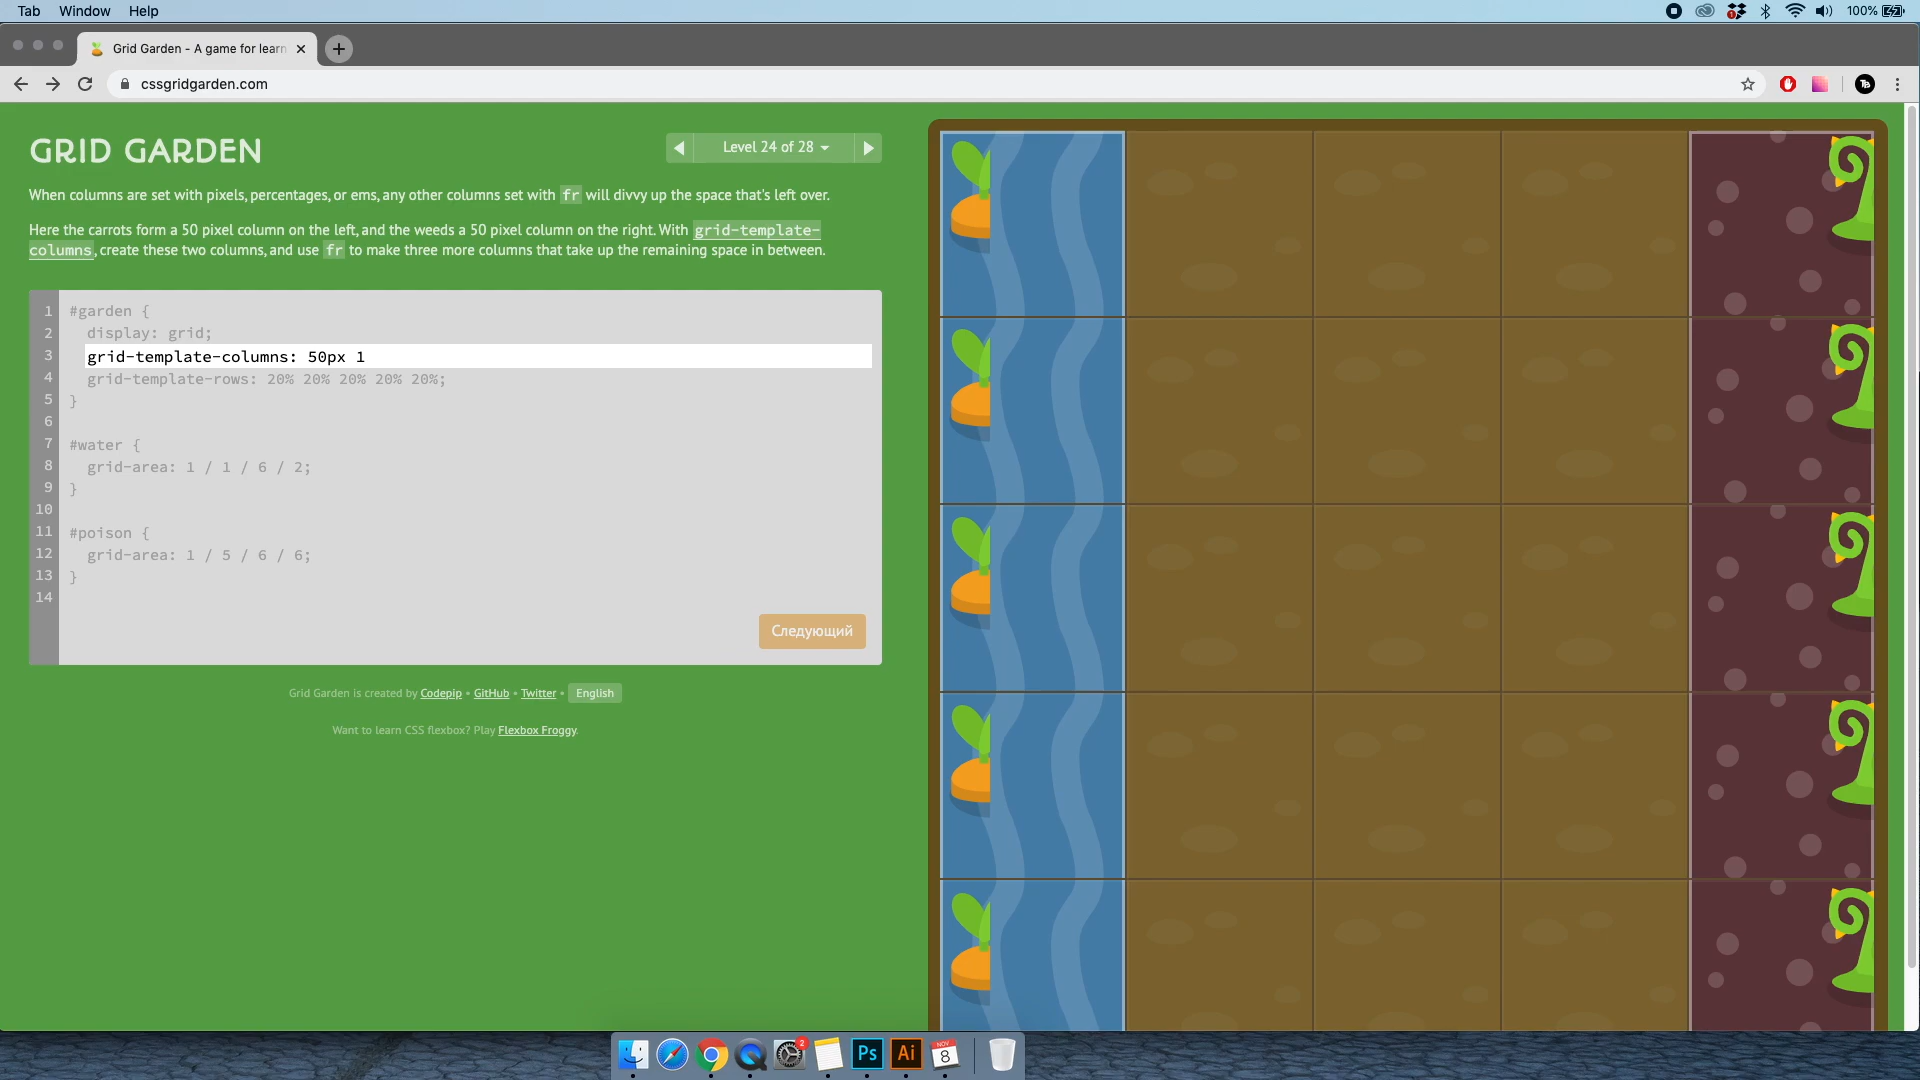 Tab Window Help
100%
Grid Garden - A game for learn
cssgridgarden.com
GRID GARDEN
Level 24 of 28
When columns are set with pixels, percentages, or ems, any other columns set with fr will divvy up the space that's left over.
Here the carrots form a 50 pixel column on the left, and the weeds a 50 pixel column on the right. With grid-template-
columns, create these two columns, and use fr to make three more columns that take up the remaining space in between.
1 #garden {
2 display: grid;
3 grid-template-columns: 50px 1
4 grid-template-rows: 20% 20% 20% 20% 20%;
5 }
6
7 #water {
8 grid-area: 1 / 1 / 6 / 2;
9 }
10
11 #poison {
12 grid-area: 1 / 5 / 6 / 6;
13 }
14
Следующий
Grid Garden is created by Codepip • GitHub • Twitter • English
Want to learn CSS flexbox? Play Flexbox Froggy.
2
Ps
Ai
NOV
8